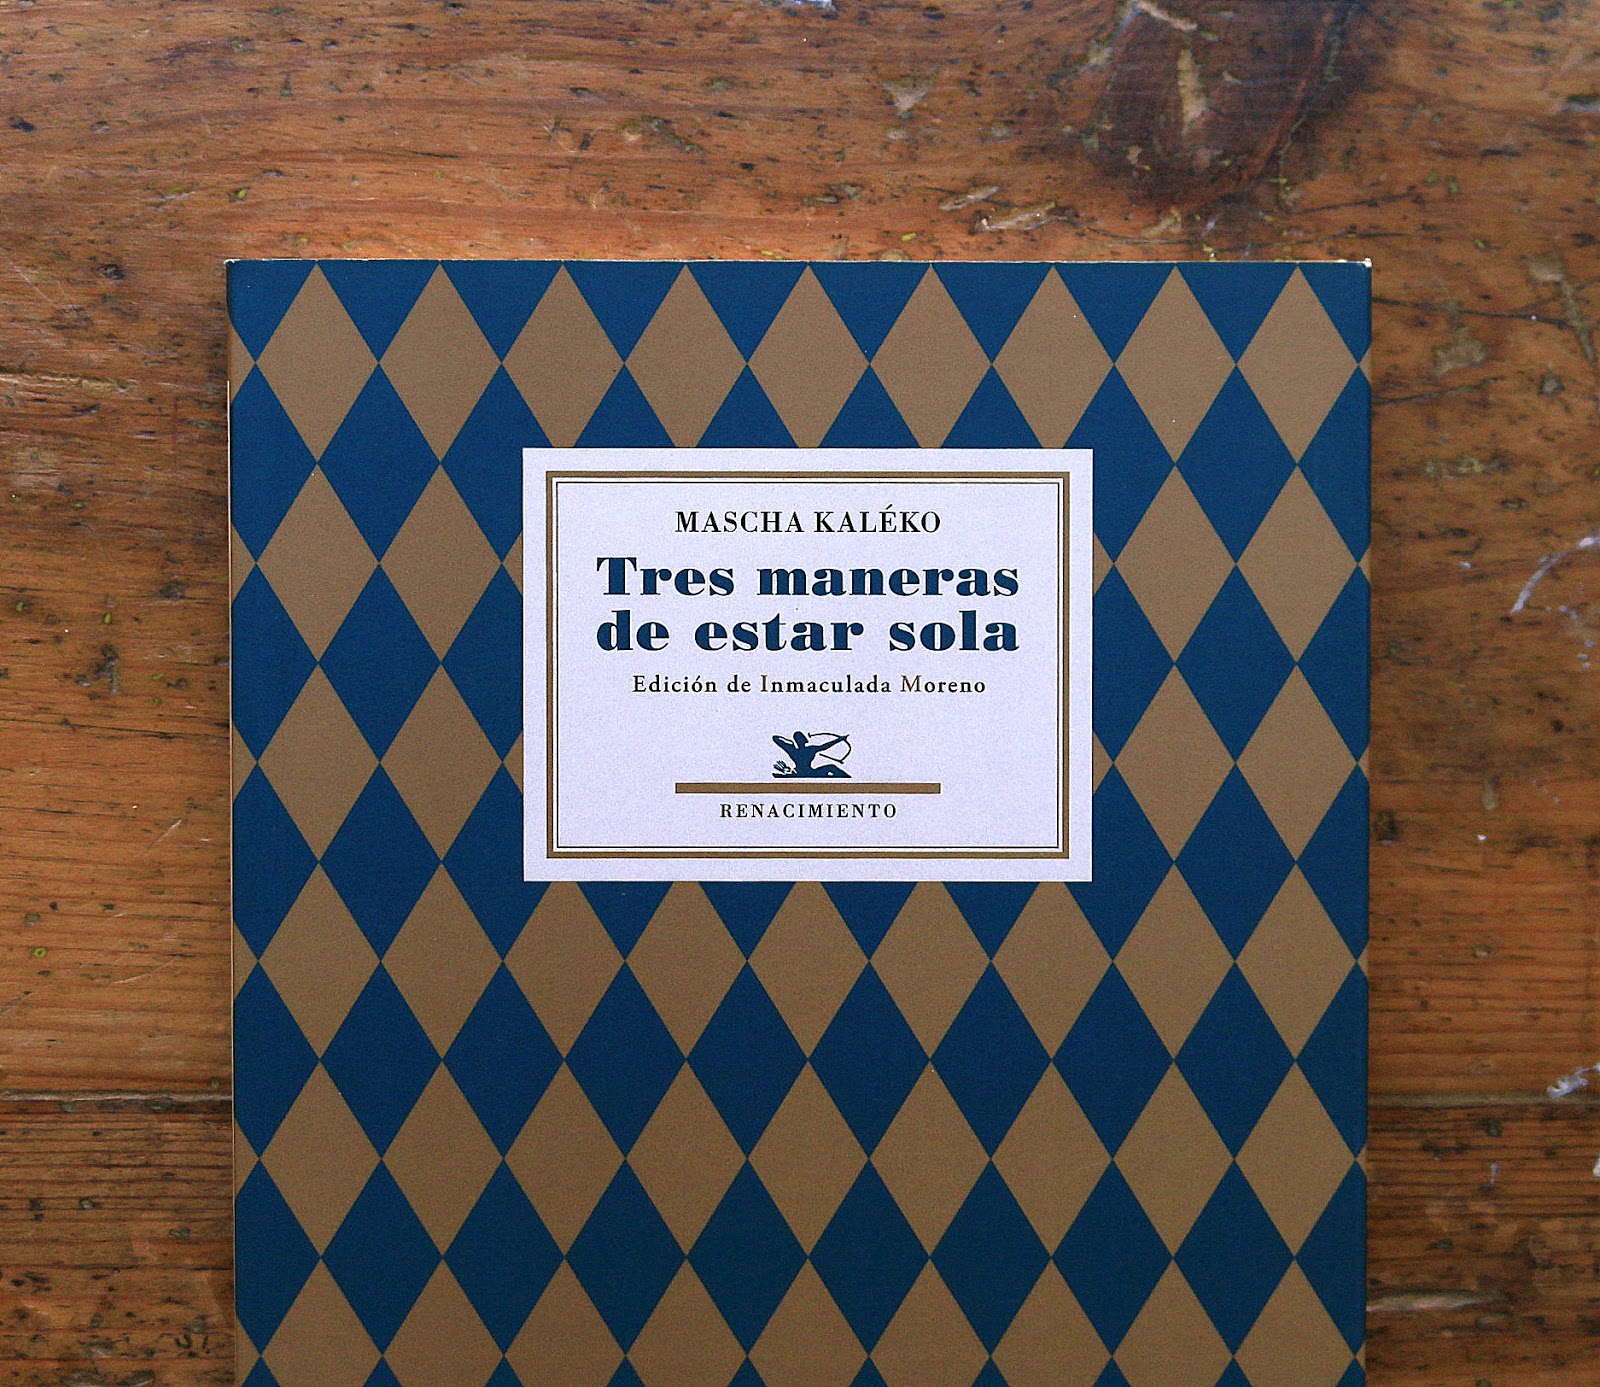 MASCHA KALÉKO
Tres maneras
de estar sola
Edición de Inmaculada Moreno
RENACIMIENTO